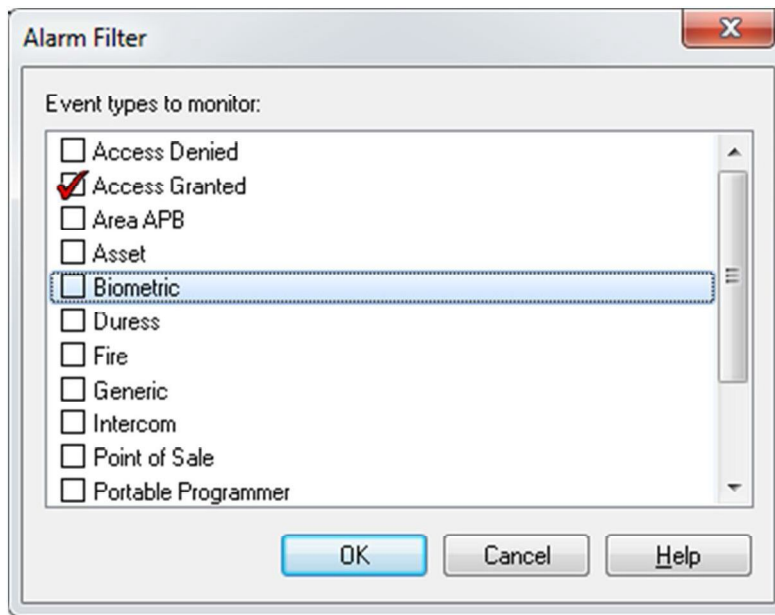 Alarm Filter
Event types to monitor:
Access Denied
Access Granted
Area APB
Asset
Biometric
Duress
Fire
Generic
Intercom
Point of Sale
Portable Programmer
OK Cancel Help